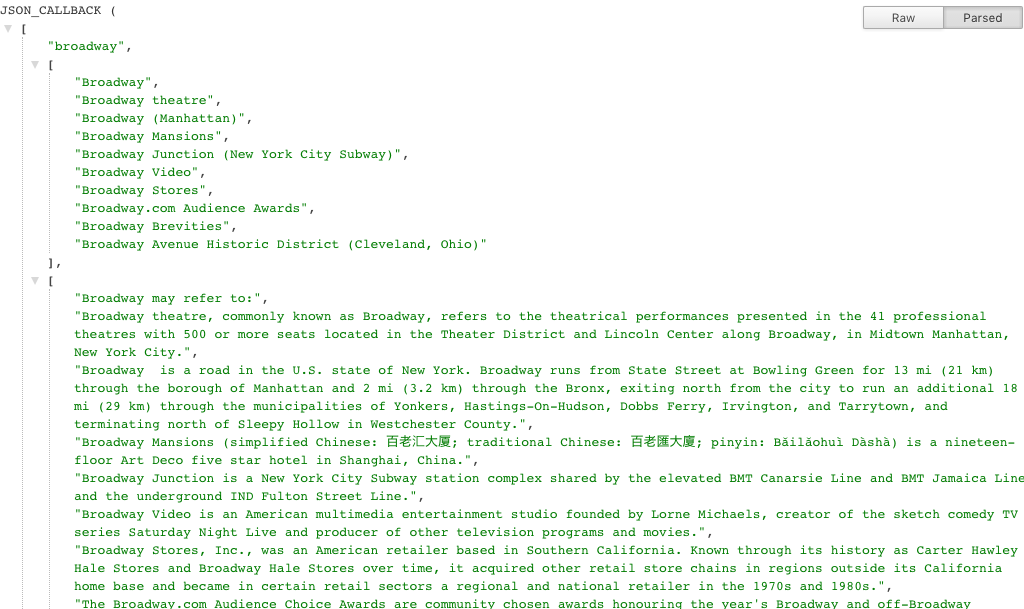 JSON_CALLBACK (
Raw
Parsed
[
"broadway",
[
"Broadway",
"Broadway theatre",
"Broadway (Manhattan)",
"Broadway Mansions",
"Broadway Junction (New York City Subway)",
"Broadway Video",
"Broadway Stores",
"Broadway.com Audience Awards",
"Broadway Brevities",
"Broadway Avenue Historic District (Cleveland, Ohio)"
],
[
"Broadway may refer to:",
"Broadway theatre, commonly known as Broadway, refers to the theatrical performances presented in the 41 professional
theatres with 500 or more seats located in the Theater District and Lincoln Center along Broadway, in Midtown Manhattan,
New York City.",
"Broadway  is a road in the U.S. state of New York. Broadway runs from State Street at Bowling Green for 13 mi (21 km)
through the borough of Manhattan and 2 mi (3.2 km) through the Bronx, exiting north from the city to run an additional 18
mi (29 km) through the municipalities of Yonkers, Hastings-On-Hudson, Dobbs Ferry, Irvington, and Tarrytown, and
terminating north of Sleepy Hollow in Westchester County.",
"Broadway Mansions (simplified Chinese: 百老汇大厦; traditional Chinese: 百老匯大廈; pinyin: Bǎilǎohuì Dàshà) is a nineteen-
floor Art Deco five star hotel in Shanghai, China.",
"Broadway Junction is a New York City Subway station complex shared by the elevated BMT Canarsie Line and BMT Jamaica Line
and the underground IND Fulton Street Line.",
"Broadway Video is an American multimedia entertainment studio founded by Lorne Michaels, creator of the sketch comedy TV
series Saturday Night Live and producer of other television programs and movies.",
"Broadway Stores, Inc., was an American retailer based in Southern California. Known through its history as Carter Hawley
Hale Stores and Broadway Hale Stores over time, it acquired other retail store chains in regions outside its California
home base and became in certain retail sectors a regional and national retailer in the 1970s and 1980s.",
"The Broadway.com Audience Choice Awards are community chosen awards honouring the year's Broadway and off-Broadway